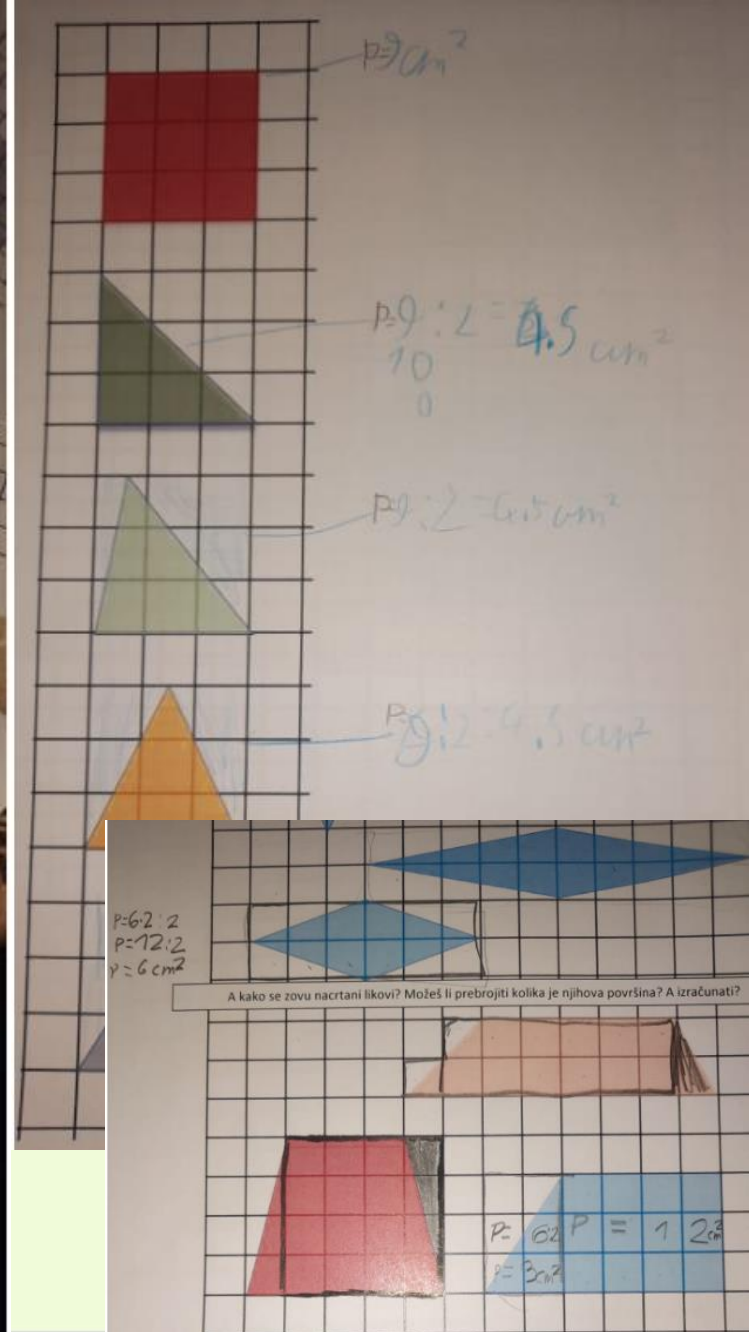 P=9cm²
P=9:2=4.5 cm²
10
0
P=9:2=4.5 cm²
P=9:2=4.5 cm²
P=6·2:2
P=12:2
P=6cm²
A kako se zovu nacrtani likovi? Možeš li prebrojiti kolika je njihova površina? A izračunati?
P= 6:2 P = 12cm²
P= 3cm²